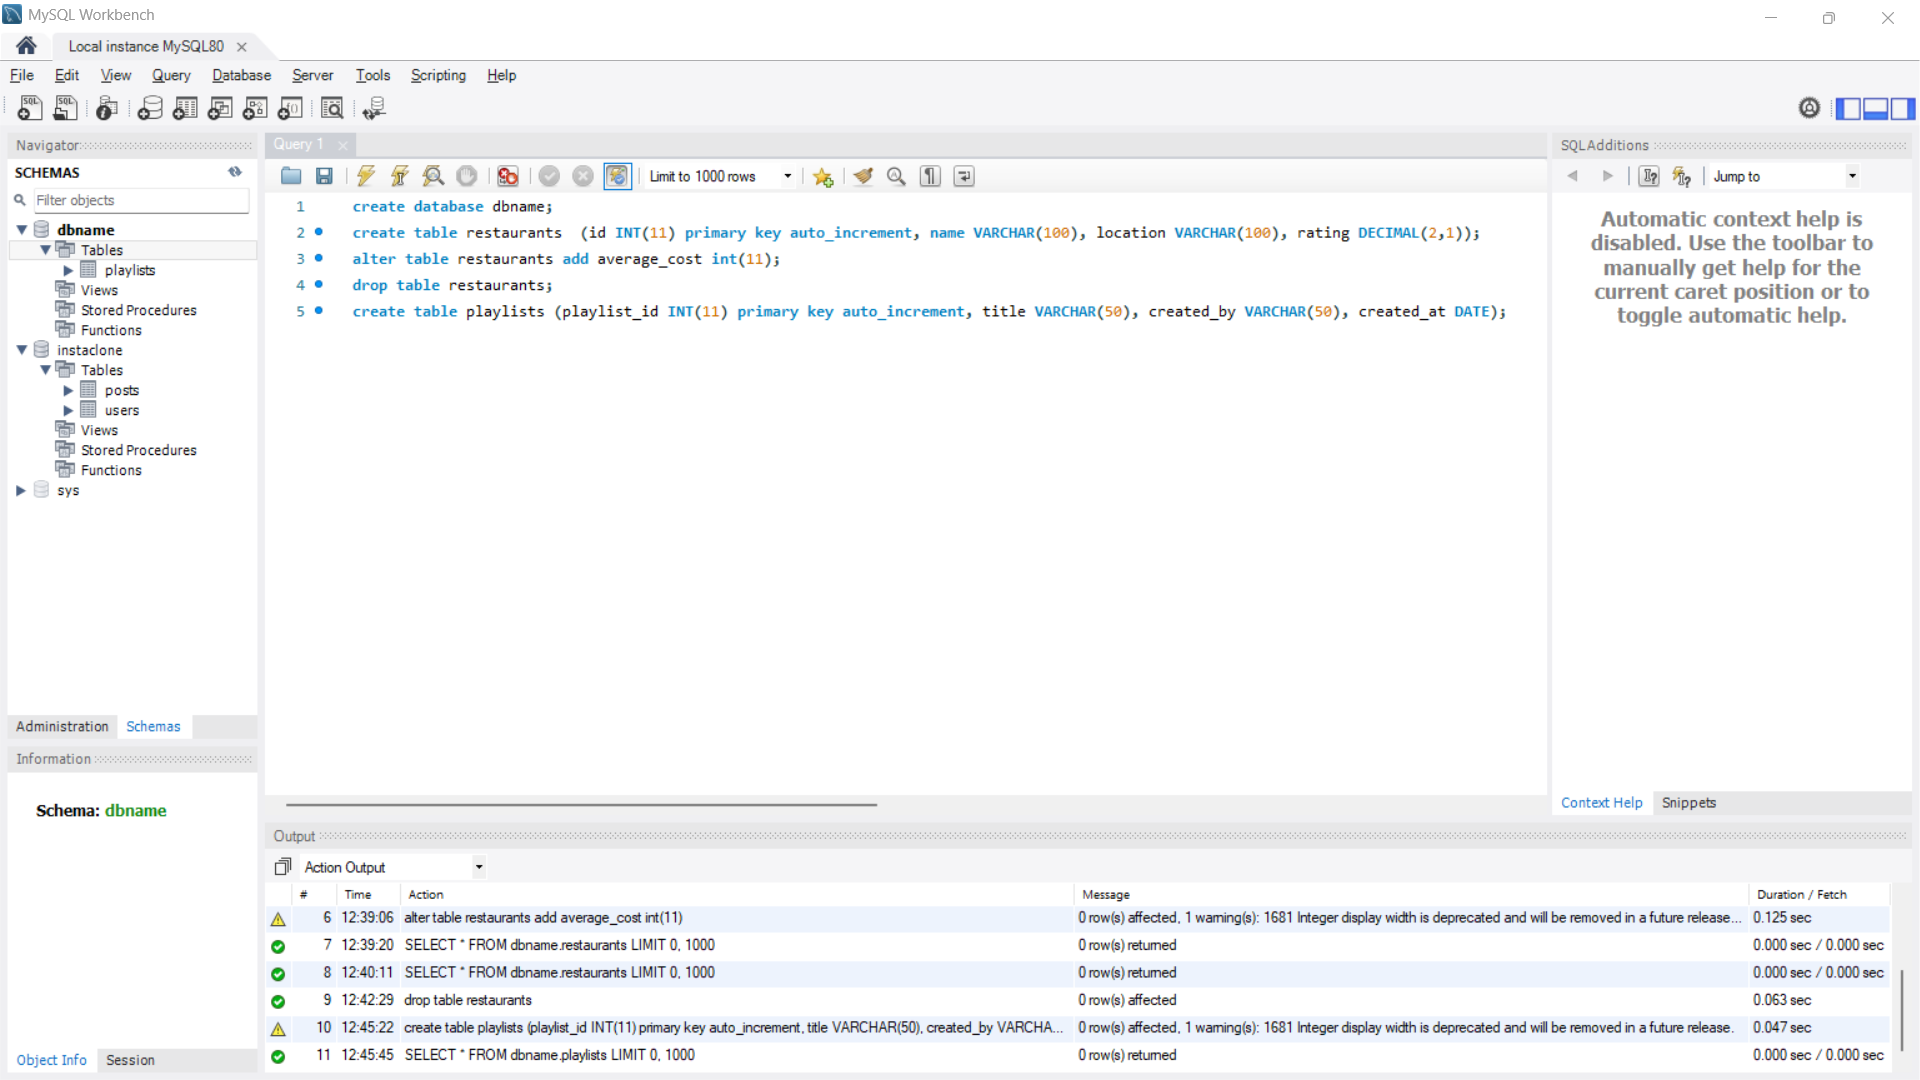 MySQL Workbench
Local instance MySQL80
File Edit View Query Database Server Tools Scripting Help
Navigator
SCHEMAS
Filter objects
dbname
Tables
playlists
Views
Stored Procedures
Functions
instaclone
Tables
posts
users
Views
Stored Procedures
Functions
sys
Administration Schemas
Information
Schema: dbname
Object Info Session
Query 1
Limit to 1000 rows
1 create database dbname;
2 create table restaurants  (id INT(11) primary key auto_increment, name VARCHAR(100), location VARCHAR(100), rating DECIMAL(2,1));
3 alter table restaurants add average_cost int(11);
4 drop table restaurants;
5 create table playlists (playlist_id INT(11) primary key auto_increment, title VARCHAR(50), created_by VARCHAR(50), created_at DATE);
SQLAdditions
Jump to
Automatic context help is
disabled. Use the toolbar to
manually get help for the
current caret position or to
toggle automatic help.
Context Help Snippets
Output
Action Output
# Time Action Message Duration / Fetch
6 12:39:06 alter table restaurants add average_cost int(11) 0 row(s) affected, 1 warning(s): 1681 Integer display width is deprecated and will be removed in a future release... 0.125 sec
7 12:39:20 SELECT * FROM dbname.restaurants LIMIT 0, 1000 0 row(s) returned 0.000 sec / 0.000 sec
8 12:40:11 SELECT * FROM dbname.restaurants LIMIT 0, 1000 0 row(s) returned 0.000 sec / 0.000 sec
9 12:42:29 drop table restaurants 0 row(s) affected 0.063 sec
10 12:45:22 create table playlists (playlist_id INT(11) primary key auto_increment, title VARCHAR(50), created_by VARCHA... 0 row(s) affected, 1 warning(s): 1681 Integer display width is deprecated and will be removed in a future release. 0.047 sec
11 12:45:45 SELECT * FROM dbname.playlists LIMIT 0, 1000 0 row(s) returned 0.000 sec / 0.000 sec